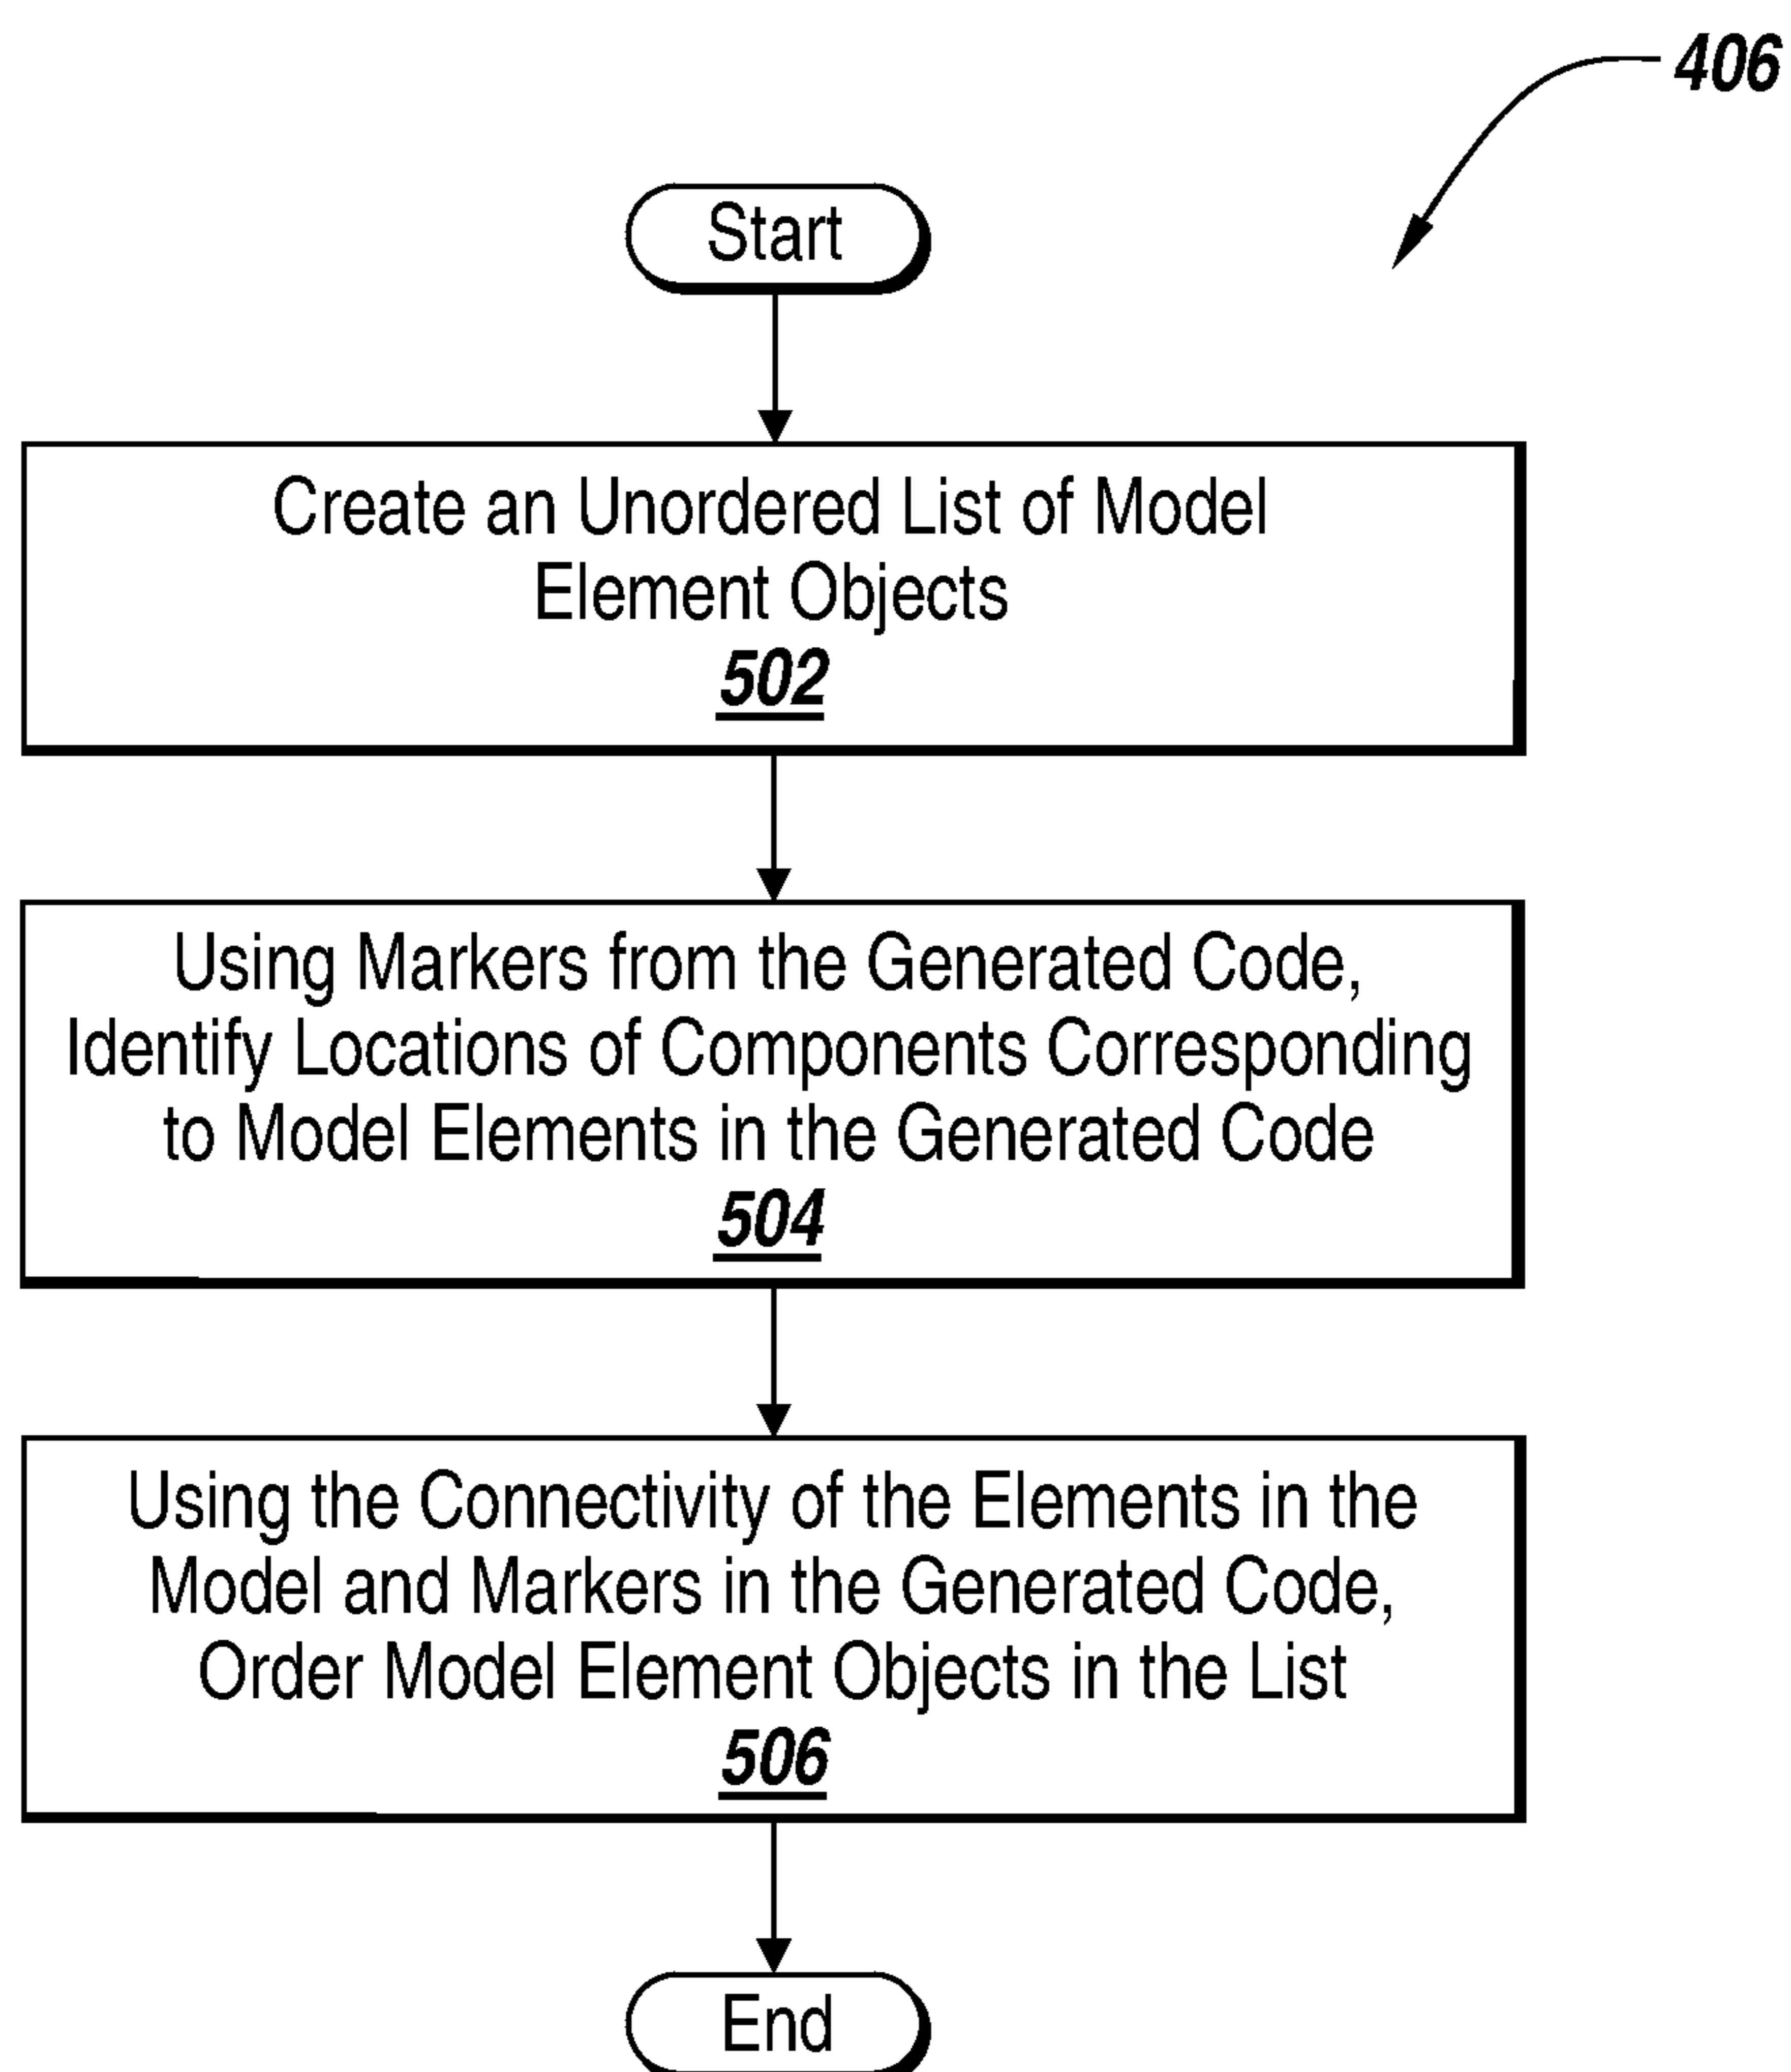 406
Start
Create an Unordered List of Model
Element Objects
502
Using Markers from the Generated Code,
Identify Locations of Components Corresponding
to Model Elements in the Generated Code
504
Using the Connectivity of the Elements in the
Model and Markers in the Generated Code,
Order Model Element Objects in the List
506
End